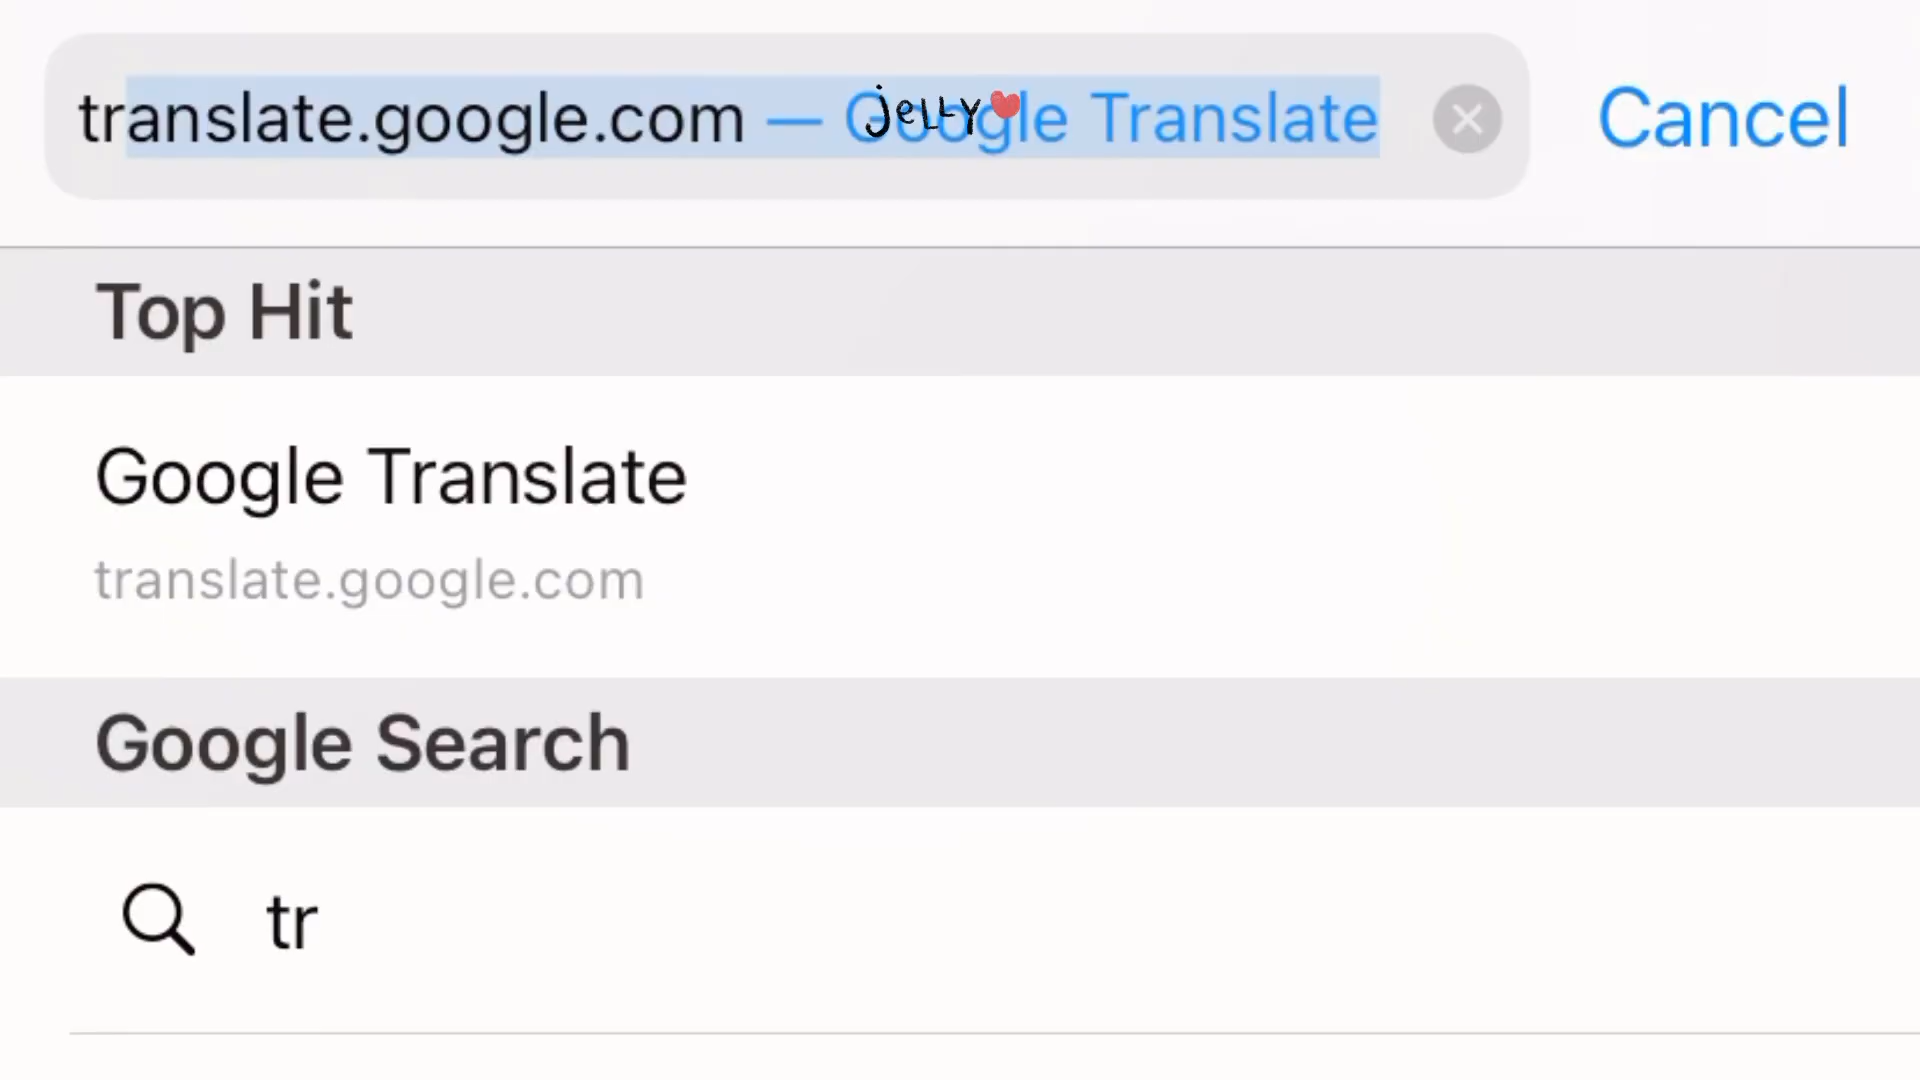 translate.google.com — Google Translate
jeLLy
Cancel
Top Hit
Google Translate
translate.google.com
Google Search
tr